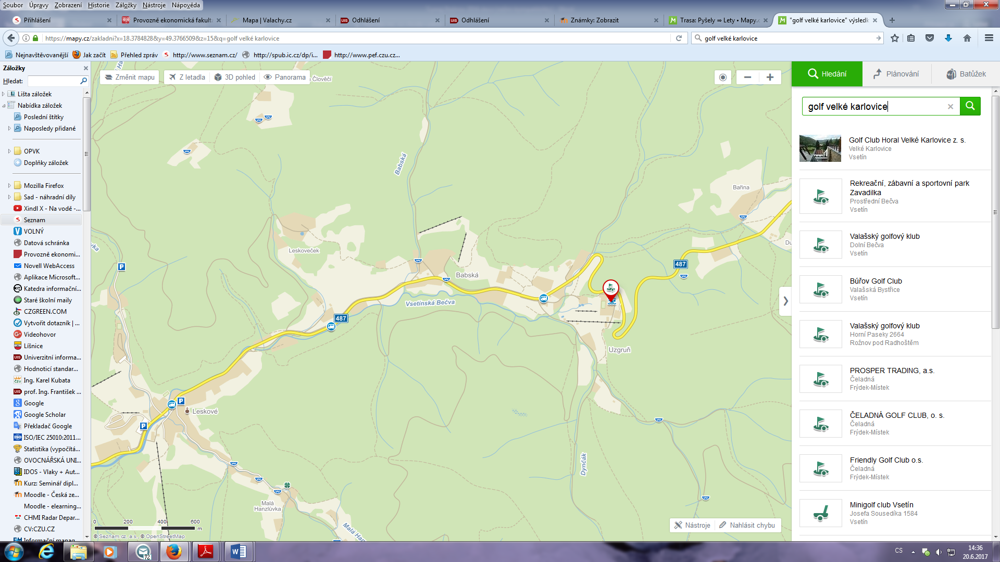 Soubor Úpravy Zobrazení Historie Záložky Nástroje Nápověda
Přihlášení
Provozně ekonomická fakult
Mapa | Valachy.cz
Odhlášení
Odhlášení
Známky: Zobrazit
Trasa: Pyšely ⇒ Lety • Mapy.c
"golf velké karlovice" výsledk
https://mapy.cz/zakladni?x=18.3784828&y=49.3766509&z=15&q=golf velké karlovice
golf velké karlovice
Nejnavštěvovanější
Jak začít
Přehled zpráv
http://www.seznam.cz/
http://spub.ic.cz/dp/i...
http://www.pef.czu.cz...
Záložky
Hledat:
Lišta záložek
Nabídka záložek
Poslední štítky
Naposledy přidané
OPVK
Doplňky záložek
Mozilla Firefox
Sad - náhradní díly
Xindl X - Na vodě -...
Seznam
VOLNÝ
Datová schránka
Provozně ekonomi...
Novell WebAccess
Aplikace Microsoft...
Katedra informační...
Staré školní maily
CZGREEN.COM
Vytvořit dotazník | ...
Videohovor
Líšnice
Univerzitní informa...
Hodnoticí standar...
Ing. Karel Kubata
prof. Ing. František ...
Google
Google Scholar
Překladač Google
ISO/IEC 25010:2011...
Statistika (vypočítá...
OVOCNÁŘSKÁ UNI...
IDOS - Vlaky + Aut...
Kurz: Seminář dipl...
Moodle - Česká ze...
Moodle - elearning...
CHMI Radar Depar...
CV:CZU.CZ
Informační manag
Změnit mapu
Z letadla
3D pohled
Panorama
Člověčí
Babská
Bařina
Leskoveček
Babská
487
Vsetínská Bečva
487
Uzgruň
Leskové
Dynčák
Malá
Hanzlůvka
Malá Han
0 200 400 600 m
© Seznam.cz, a.s., © OpenStreetMap
Nástroje
Nahlásit chybu
Hledání
Plánování
Batůžek
golf velké karlovice
Golf Club Horal Velké Karlovice z. s.
Velké Karlovice
Vsetín
Rekreační, zábavní a sportovní park
Zavadilka
Prostřední Bečva
Vsetín
Valašský golfový klub
Dolní Bečva
Vsetín
Búřov Golf Club
Valašská Bystřice
Vsetín
Valašský golfový klub
Horní Paseky 2664
Rožnov pod Radhoštěm
PROSPER TRADING, a.s.
Čeladná
Frýdek-Místek
ČELADNÁ GOLF CLUB, o. s.
Čeladná
Frýdek-Místek
Friendly Golf Club o.s.
Čeladná
Frýdek-Místek
Minigolf club Vsetín
Josefa Sousedíka 1584
Vsetín
72
CS
14:36
20.6.2017